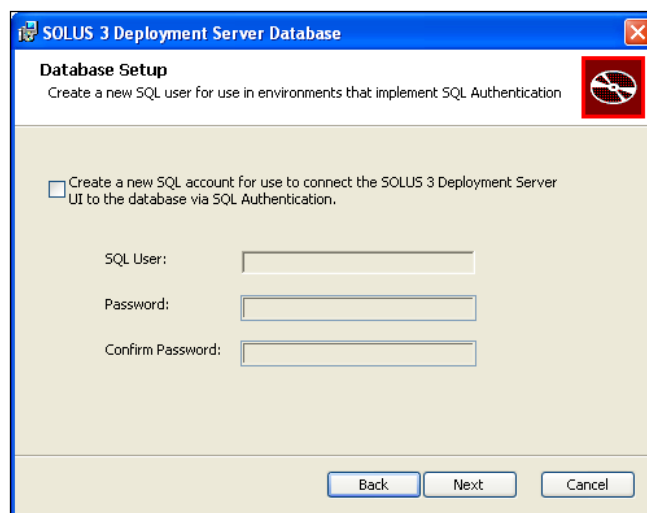 SOLUS 3 Deployment Server Database
Database Setup
Create a new SQL user for use in environments that implement SQL Authentication
Create a new SQL account for use to connect the SOLUS 3 Deployment Server
UI to the database via SQL Authentication.
SQL User:
Password:
Confirm Password:
Back Next Cancel